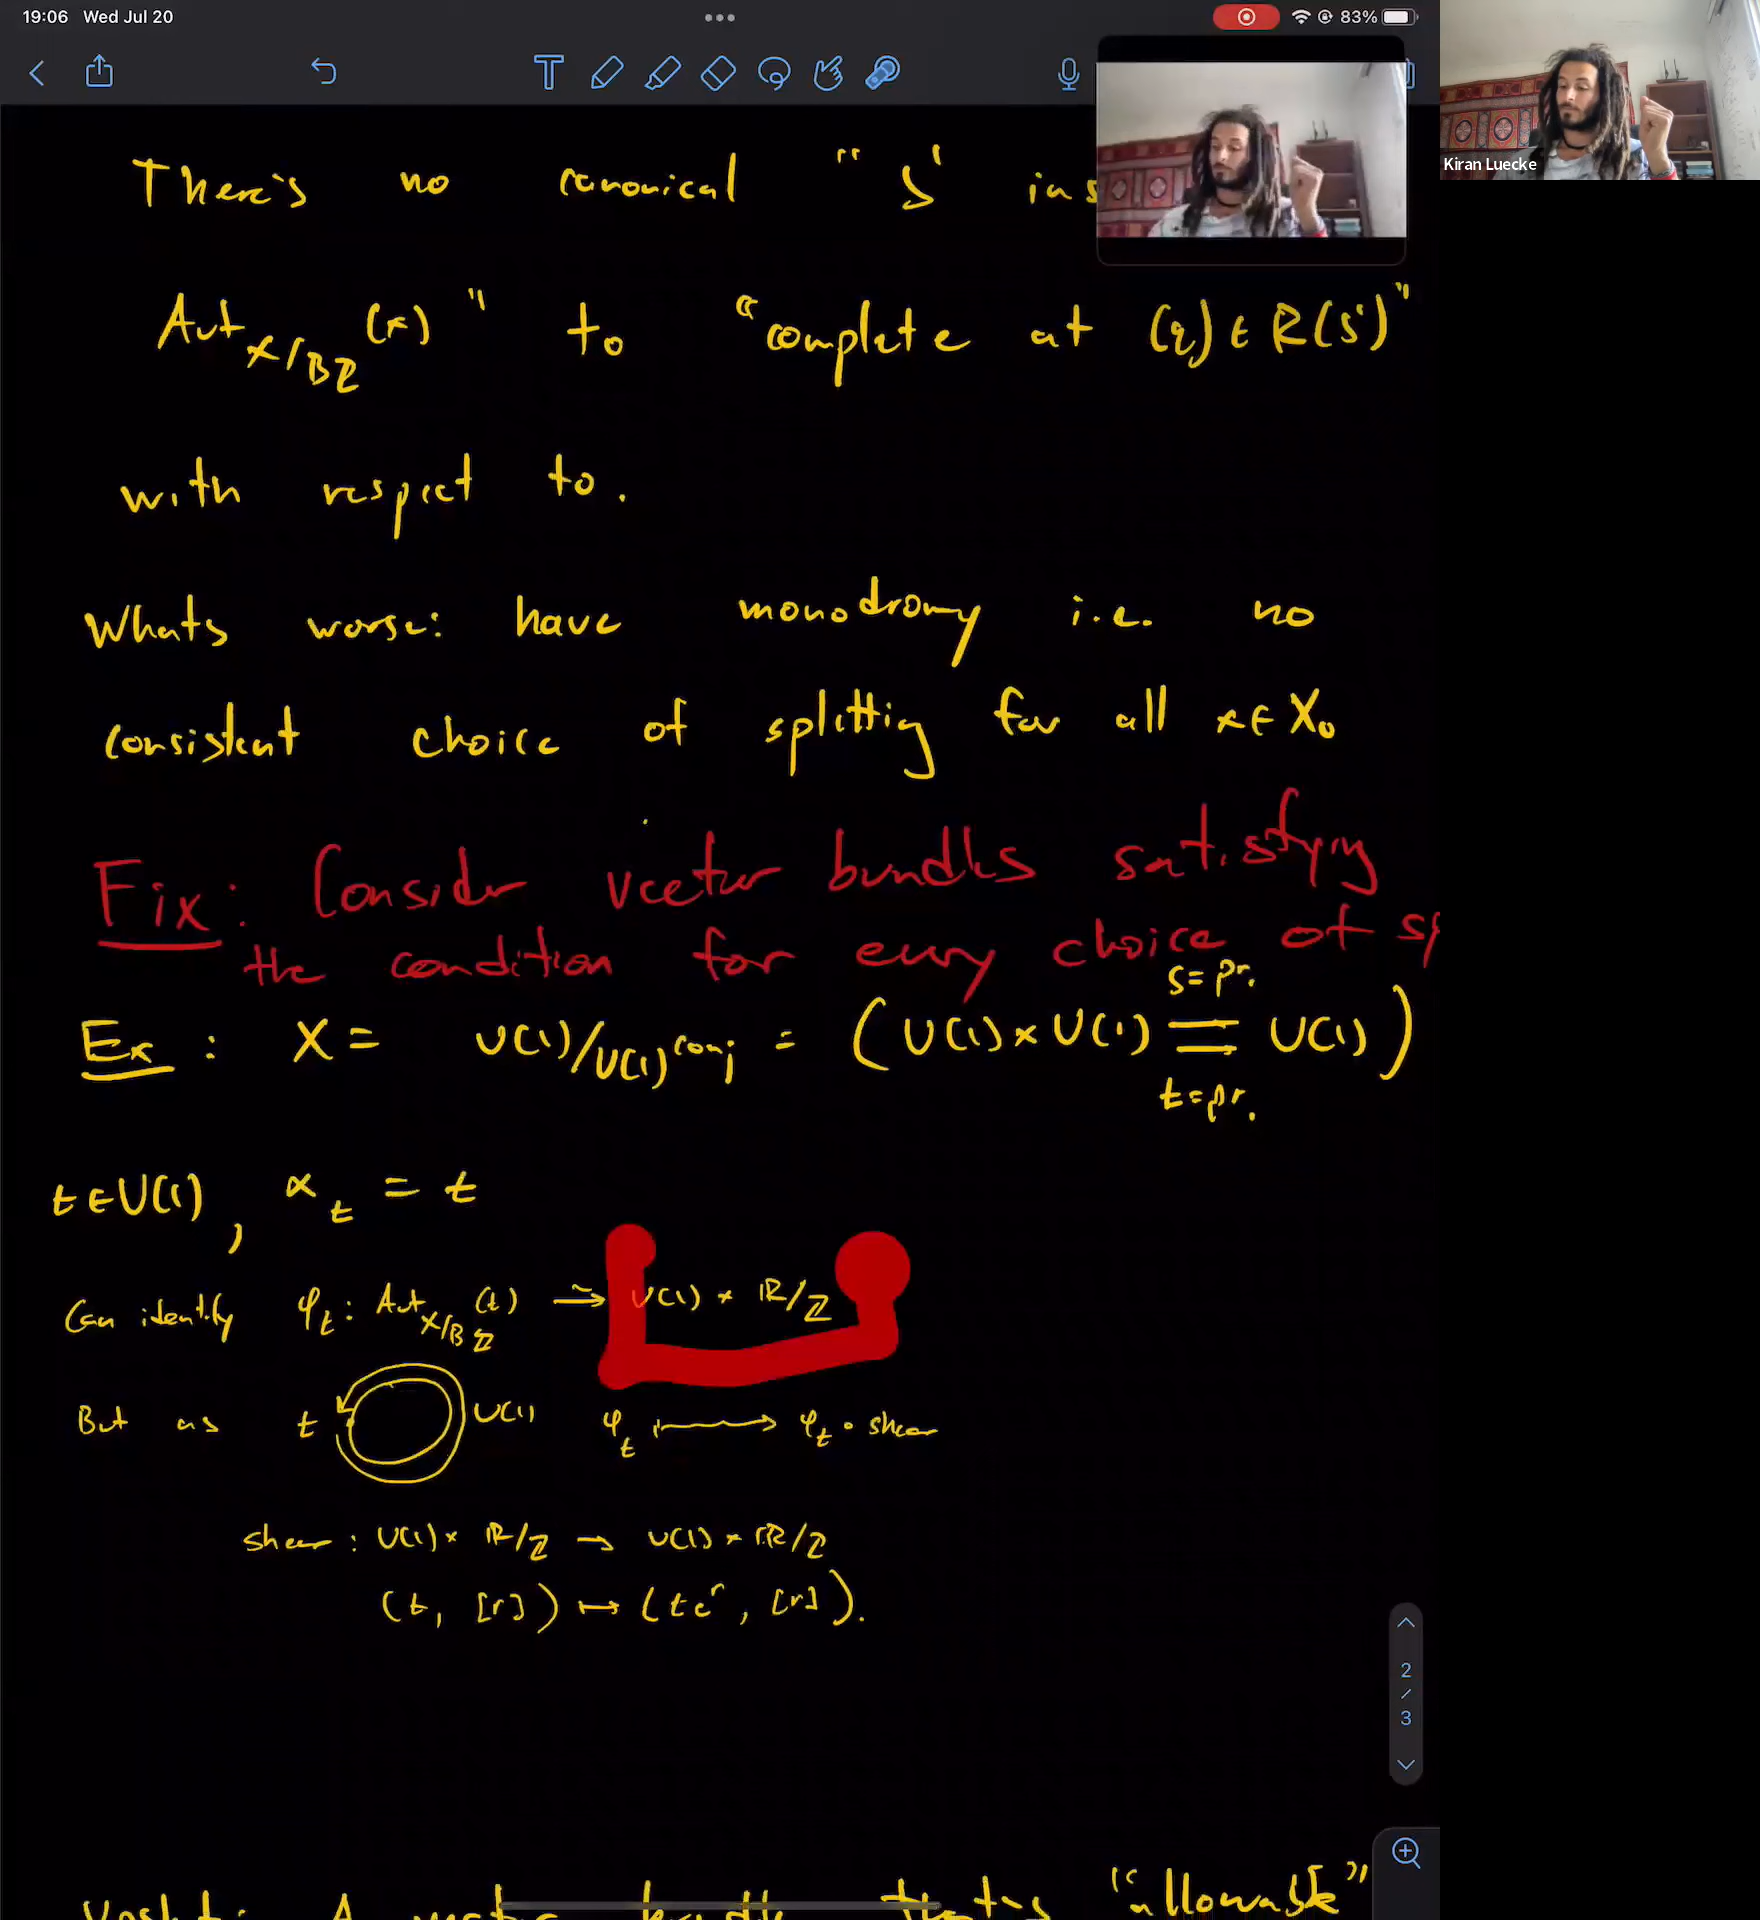 19:06 Wed Jul 20
83%
Kiran Luecke
There's no canonical "S' ins
Aut_{X/BZ}(x)" to "complete at (q) ∈ R(S)"
with respect to.
Whats worse: have monodromy i.e. no
consistent choice of splitting for all x∈X₀
Fix: Consider vector bundles satisfying
the condition for every choice of sp
s=pr.
Ex: X = U(1)/U(1)^{conj} = (U(1)×U(1) ⇉ U(1))
t=pr.
t∈U(1), α_t = t
Can identify φ_t: Aut_{X/BZ}(t) →~ U(1) × R/Z
But as t U(1) φ_t ↦ φ_t ∘ shear
shear: U(1)× R/Z → U(1) × R/Z
(t, [r]) ↦ (te^r, [r]).
2
/
3
"allowable"